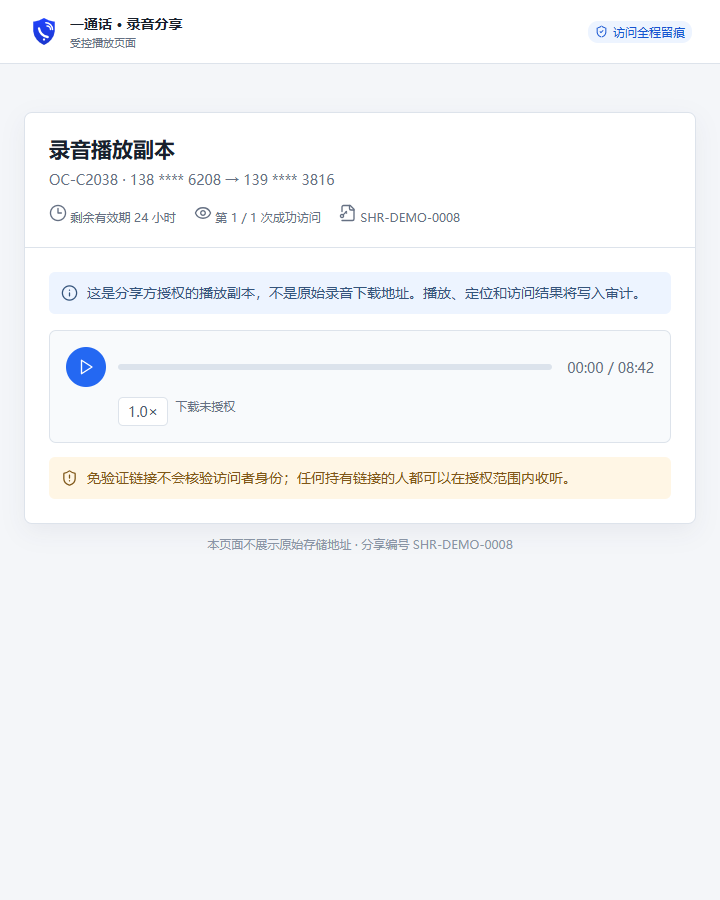 一通话 • 录音分享
受控播放页面
访问全程留痕
录音播放副本
OC-C2038 · 138 **** 6208 → 139 **** 3816
剩余有效期 24 小时 第 1 / 1 次成功访问 SHR-DEMO-0008
这是分享方授权的播放副本，不是原始录音下载地址。播放、定位和访问结果将写入审计。
00:00 / 08:42
1.0× 下载未授权
免验证链接不会核验访问者身份；任何持有链接的人都可以在授权范围内收听。
本页面不展示原始存储地址 · 分享编号 SHR-DEMO-0008